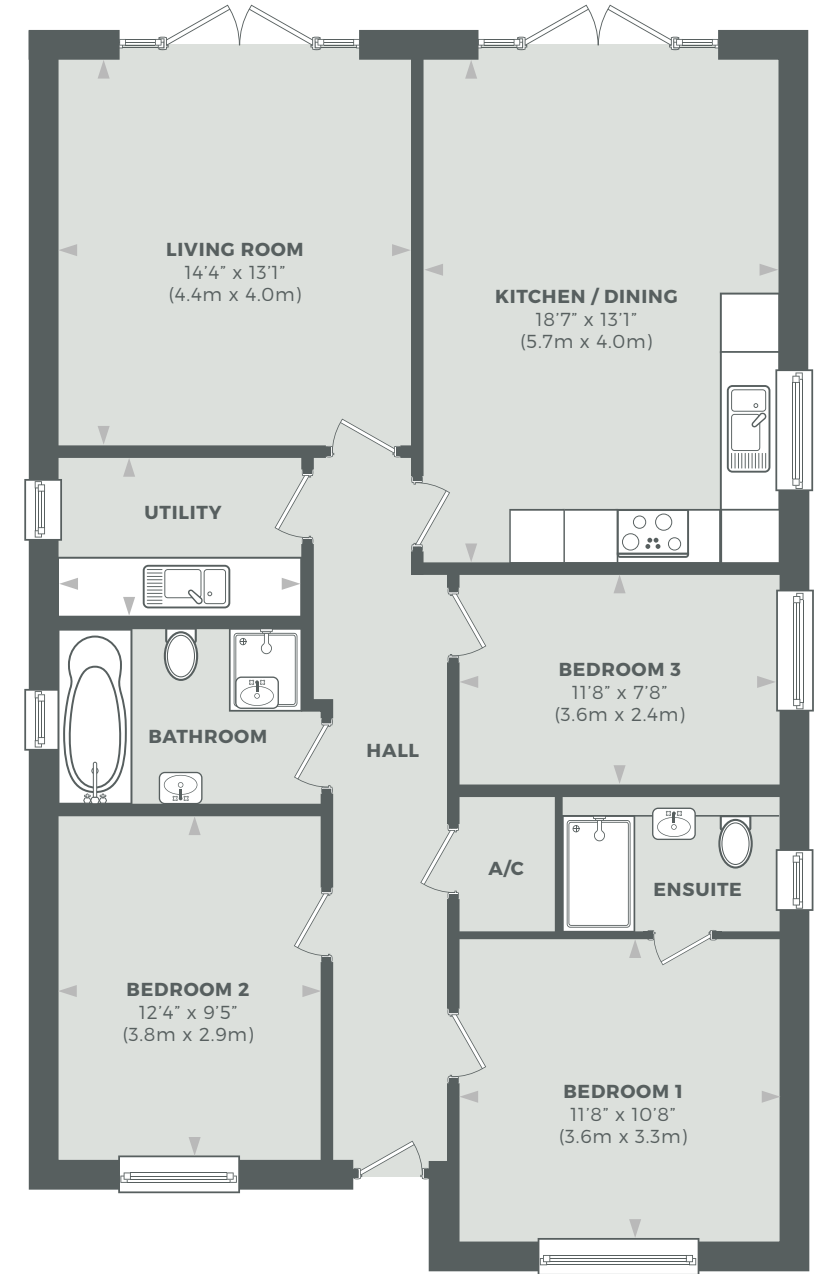 LIVING ROOM
14’4” x 13’1”
(4.4m x 4.0m)
KITCHEN / DINING
18’7” x 13’1”
(5.7m x 4.0m)
UTILITY
BEDROOM 3
11’8” x 7’8”
(3.6m x 2.4m)
BATHROOM
HALL
A/C
ENSUITE
BEDROOM 2
12’4” x 9’5”
(3.8m x 2.9m)
BEDROOM 1
11’8” x 10’8”
(3.6m x 3.3m)